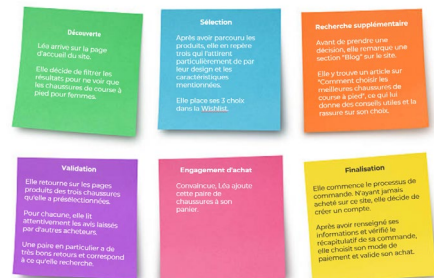 Découverte
Léa arrive sur la page
d'accueil du site.
Elle décide de filtrer les
résultats pour ne voir que
les chaussures de course à
pied pour femmes.
Sélection
Après avoir parcouru les
produits, elle en repère
trois qui l'attirent
particulièrement de par
leur design et les
caractéristiques
mentionnées.
Elle place ses 3 choix
dans la Wishlist.
Recherche supplémentaire
Avant de prendre une
décision, elle remarque une
section "Blog" sur le site.
Elle y trouve un article sur
"Comment choisir les
meilleures chaussures de
course à pied", ce qui lui
donne des conseils utiles et la
rassure sur son choix.
Validation
Elle retourne sur les pages
produits des trois chaussures
qu'elle a présélectionnées.
Pour chacune, elle lit
attentivement les avis laissés
par d'autres acheteurs.
Une paire en particulier a de
très bons retours et correspond
à ce qu'elle recherche.
Engagement d'achat
Convaincue, Léa ajoute
cette paire de
chaussures à son
panier.
Finalisation
Elle commence le processus de
commande. N'ayant jamais
acheté sur ce site, elle décide de
créer un compte.
Après avoir renseigné ses
informations et vérifié le
récapitulatif de sa commande,
elle choisit son mode de
paiement et valide son achat.